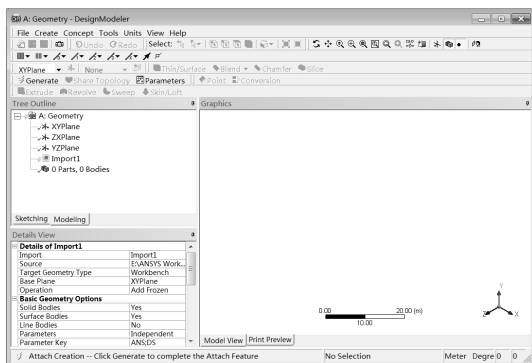 A: Geometry - DesignModeler
File Create Concept Tools Units View Help
Undo Redo Select:
XYPlane None Thin/Surface Blend Chamfer Slice
Generate Share Topology Parameters Point Conversion
Extrude Revolve Sweep Skin/Loft
Tree Outline
A: Geometry
XYPlane
ZXPlane
YZPlane
Import1
0 Parts, 0 Bodies
Sketching Modeling
Details View
Details of Import1
Import Import1
Source E:\ANSYS Work...
Target Geometry Type Workbench
Base Plane XYPlane
Operation Add Frozen
Basic Geometry Options
Solid Bodies Yes
Surface Bodies Yes
Line Bodies No
Parameters Independent
Parameter Key ANS;DS
Graphics
0.00 20.00 (m)
10.00
Y
Z X
Model View Print Preview
Attach Creation -- Click Generate to complete the Attach Feature No Selection Meter Degre 0 0